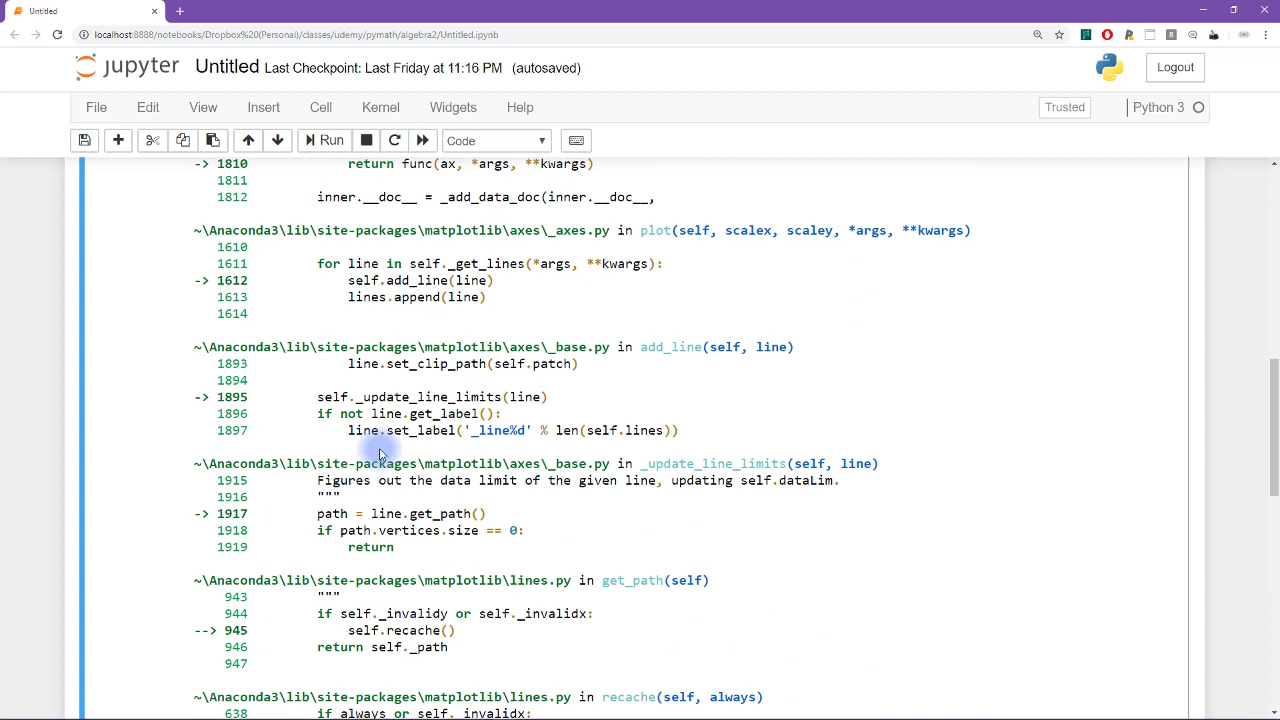 Untitled
localhost:8888/notebooks/Dropbox%20(Personal)/classes/udemy/pymath/algebra2/Untitled.ipynb
jupyter Untitled Last Checkpoint: Last Friday at 11:16 PM (autosaved)
Logout
File Edit View Insert Cell Kernel Widgets Help
Trusted Python 3
Run Code
-> 1810 return func(ax, *args, **kwargs)
1811
1812 inner.__doc__ = _add_data_doc(inner.__doc__,
~\Anaconda3\lib\site-packages\matplotlib\axes\_axes.py in plot(self, scalex, scaley, *args, **kwargs)
1610
1611 for line in self._get_lines(*args, **kwargs):
-> 1612 self.add_line(line)
1613 lines.append(line)
1614
~\Anaconda3\lib\site-packages\matplotlib\axes\_base.py in add_line(self, line)
1893 line.set_clip_path(self.patch)
1894
-> 1895 self._update_line_limits(line)
1896 if not line.get_label():
1897 line.set_label('_line%d' % len(self.lines))
~\Anaconda3\lib\site-packages\matplotlib\axes\_base.py in _update_line_limits(self, line)
1915 Figures out the data limit of the given line, updating self.dataLim.
1916 """
-> 1917 path = line.get_path()
1918 if path.vertices.size == 0:
1919 return
~\Anaconda3\lib\site-packages\matplotlib\lines.py in get_path(self)
943 """
944 if self._invalidy or self._invalidx:
--> 945 self.recache()
946 return self._path
947
~\Anaconda3\lib\site-packages\matplotlib\lines.py in recache(self, always)
638 if always or self._invalidx: